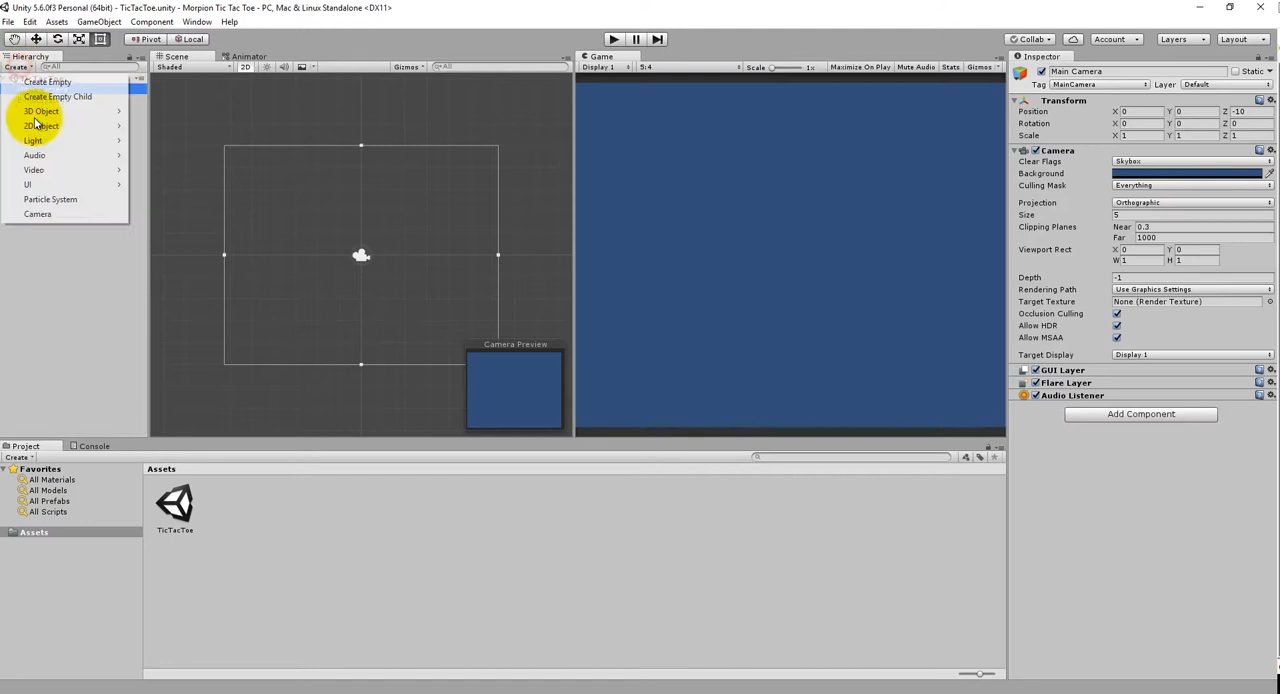 Unity 5.6.0f3 Personal (64bit) - TicTacToe.unity - Morpion Tic Tac Toe - PC, Mac & Linux Standalone <DX11>
File Edit Assets GameObject Component Window Help
Pivot Local
Collab Account Layers Layout
Hierarchy
Create All
Create Empty
Create Empty Child
3D Object
2D Object
Light
Audio
Video
UI
Particle System
Camera
Scene Animator
Shaded 2D Gizmos All
Camera Preview
Game
Display 1 5:4 Scale 1x Maximize On Play Mute Audio Stats Gizmos
Inspector
Main Camera Static
Tag MainCamera Layer Default
Transform
Position X 0 Y 0 Z -10
Rotation X 0 Y 0 Z 0
Scale X 1 Y 1 Z 1
Camera
Clear Flags Skybox
Background
Culling Mask Everything
Projection Orthographic
Size 5
Clipping Planes Near 0.3
Far 1000
Viewport Rect X 0 Y 0
W 1 H 1
Depth -1
Rendering Path Use Graphics Settings
Target Texture None (Render Texture)
Occlusion Culling
Allow HDR
Allow MSAA
Target Display Display 1
GUI Layer
Flare Layer
Audio Listener
Add Component
Project Console
Create
Favorites
All Materials
All Models
All Prefabs
All Scripts
Assets
Assets
TicTacToe